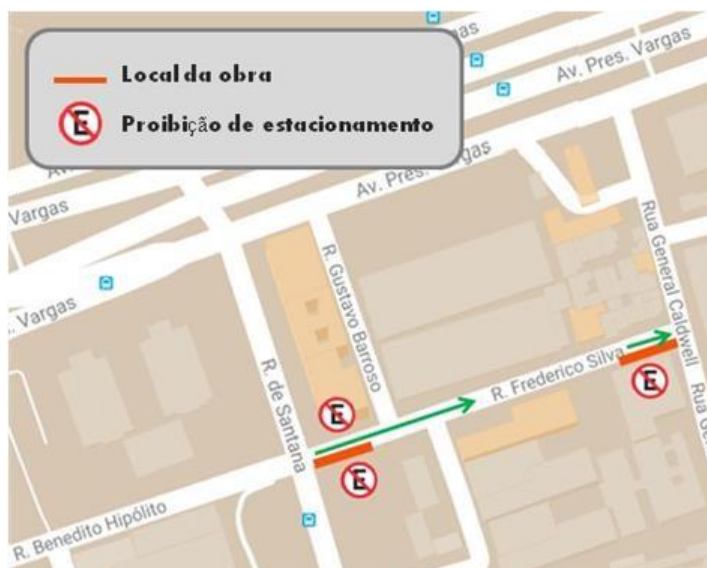 Local da obra
E Proibição de estacionamento
Av. Pres. Vargas
Av. Pres. Vargas
Vargas
Vargas
R. Gustavo Barroso
Rua General Caldwell
R. de Santana
R. Frederico Silva
E
E
E
R. Benedito Hipólito